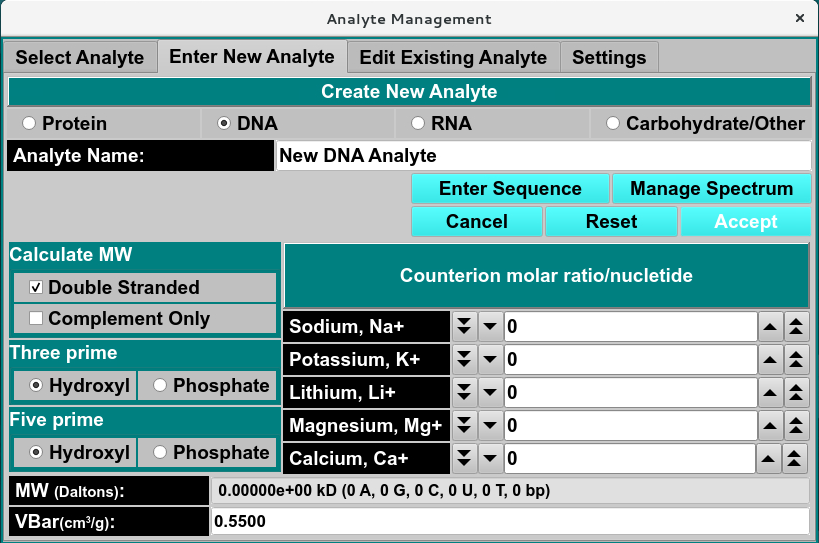 Analyte Management ×
Select Analyte Enter New Analyte Edit Existing Analyte Settings
Create New Analyte
Protein DNA RNA Carbohydrate/Other
Analyte Name: New DNA Analyte
Enter Sequence Manage Spectrum
Cancel Reset Accept
Calculate MW
Double Stranded
Complement Only
Three prime
Hydroxyl Phosphate
Five prime
Hydroxyl Phosphate
Counterion molar ratio/nucletide
Sodium, Na+ 0
Potassium, K+ 0
Lithium, Li+ 0
Magnesium, Mg+ 0
Calcium, Ca+ 0
MW (Daltons): 0.00000e+00 kD (0 A, 0 G, 0 C, 0 U, 0 T, 0 bp)
VBar(cm³/g): 0.5500